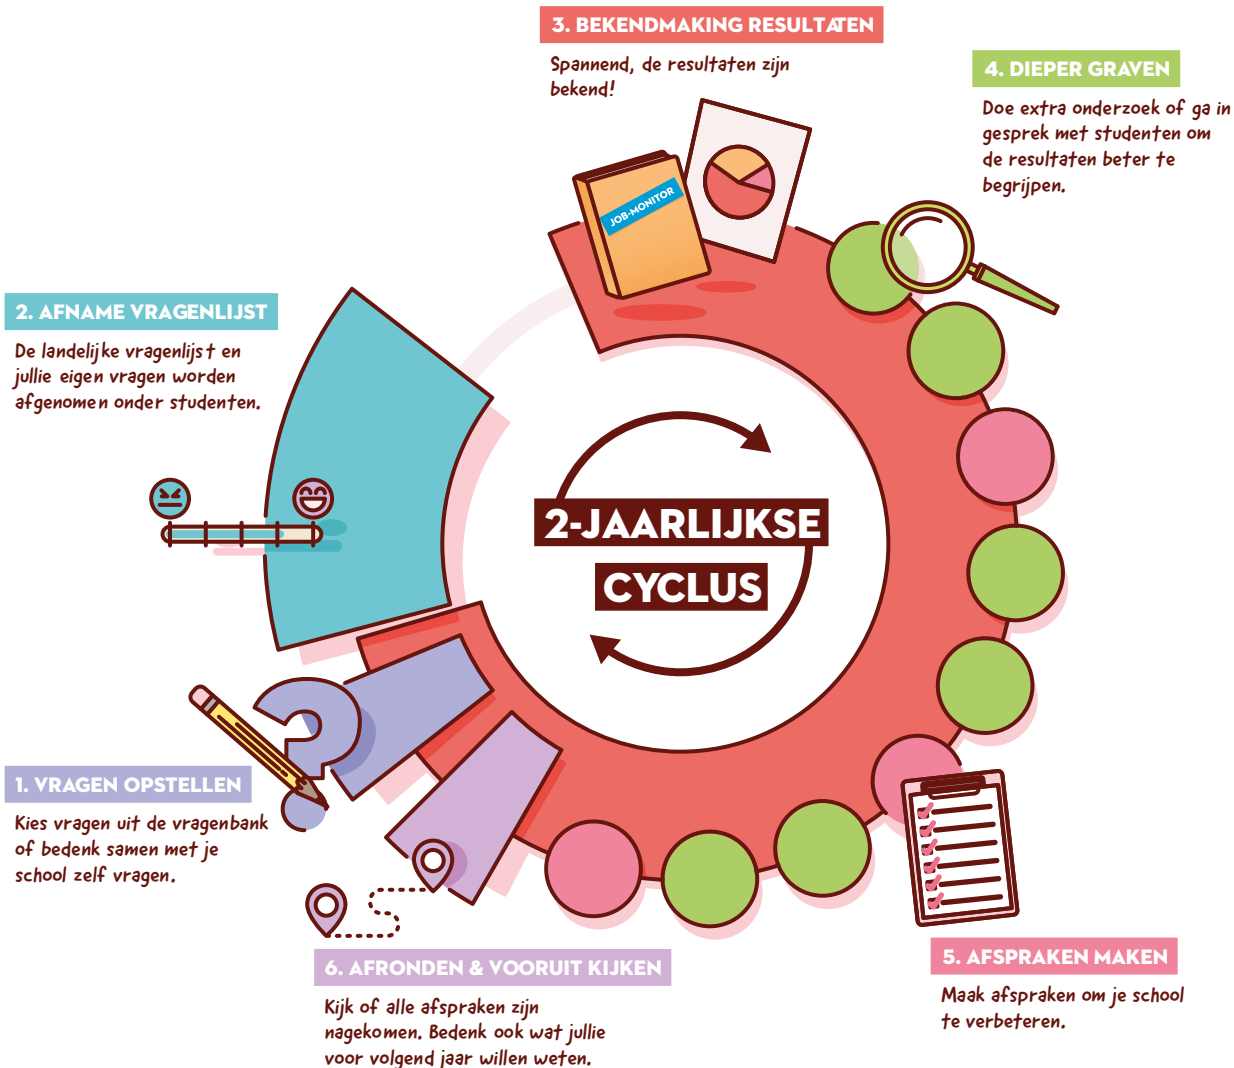 3. BEKENDMAKING RESULTATEN
Spannend, de resultaten zijn
bekend!
4. DIEPER GRAVEN
Doe extra onderzoek of ga in
gesprek met studenten om
de resultaten beter te
begrijpen.
JOB-MONITOR
2. AFNAME VRAGENLIJST
De landelijke vragenlijst en
jullie eigen vragen worden
afgenomen onder studenten.
2-JAARLIJKSE
CYCLUS
1. VRAGEN OPSTELLEN
Kies vragen uit de vragenbank
of bedenk samen met je
school zelf vragen.
6. AFRONDEN & VOORUIT KIJKEN
Kijk of alle afspraken zijn
nagekomen. Bedenk ook wat jullie
voor volgend jaar willen weten.
5. AFSPRAKEN MAKEN
Maak afspraken om je school
te verbeteren.